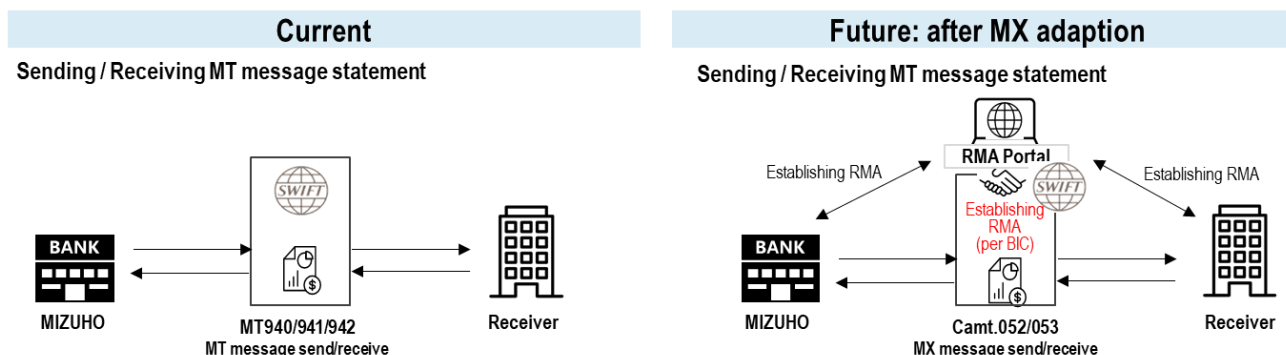 Current
Sending / Receiving MT message statement
SWIFT
BANK
$
MIZUHO
MT940/941/942
MT message send/receive
Receiver
Future: after MX adaption
Sending / Receiving MT message statement
RMA Portal
Establishing RMA
Establishing RMA
SWIFT
Establishing
RMA
(per BIC)
BANK
$
MIZUHO
Camt.052/053
MX message send/receive
Receiver